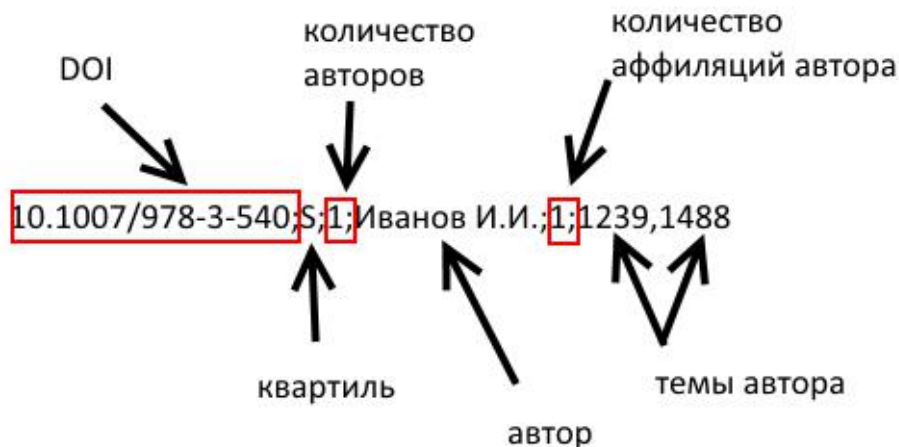 DOI
количество
авторов
количество
аффиляций автора
10.1007/978-3-540;S;1;Иванов И.И.;1;1239,1488
квартиль
автор
темы автора